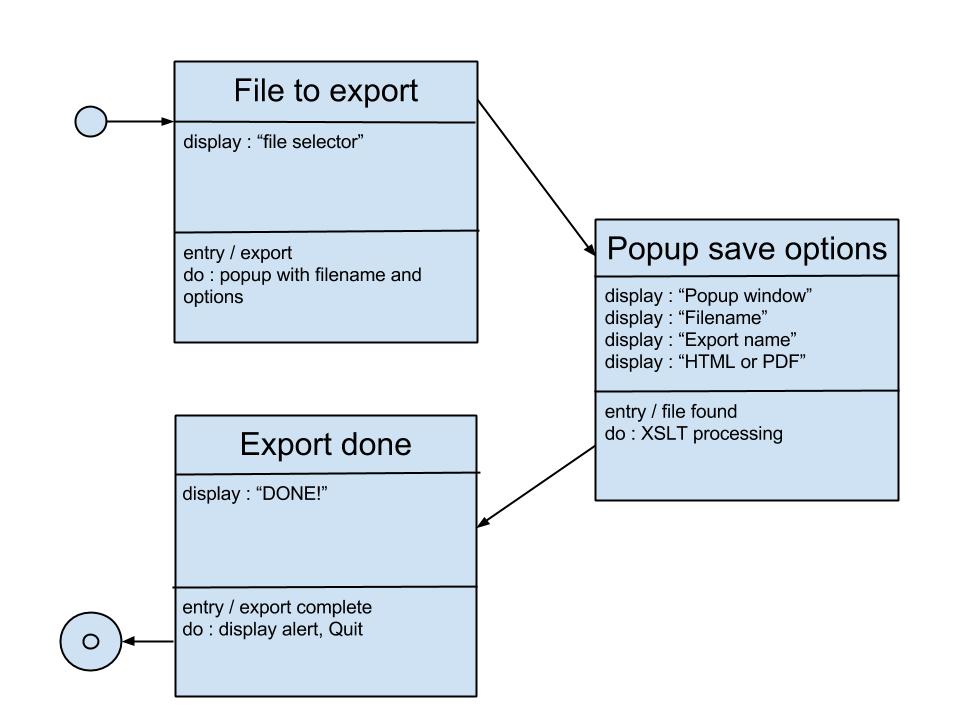 File to export
display : “file selector”
entry / export
do : popup with filename and
options
Popup save options
display : “Popup window”
display : “Filename”
display : “Export name”
display : “HTML or PDF”
entry / file found
do : XSLT processing
Export done
display : “DONE!”
entry / export complete
do : display alert, Quit